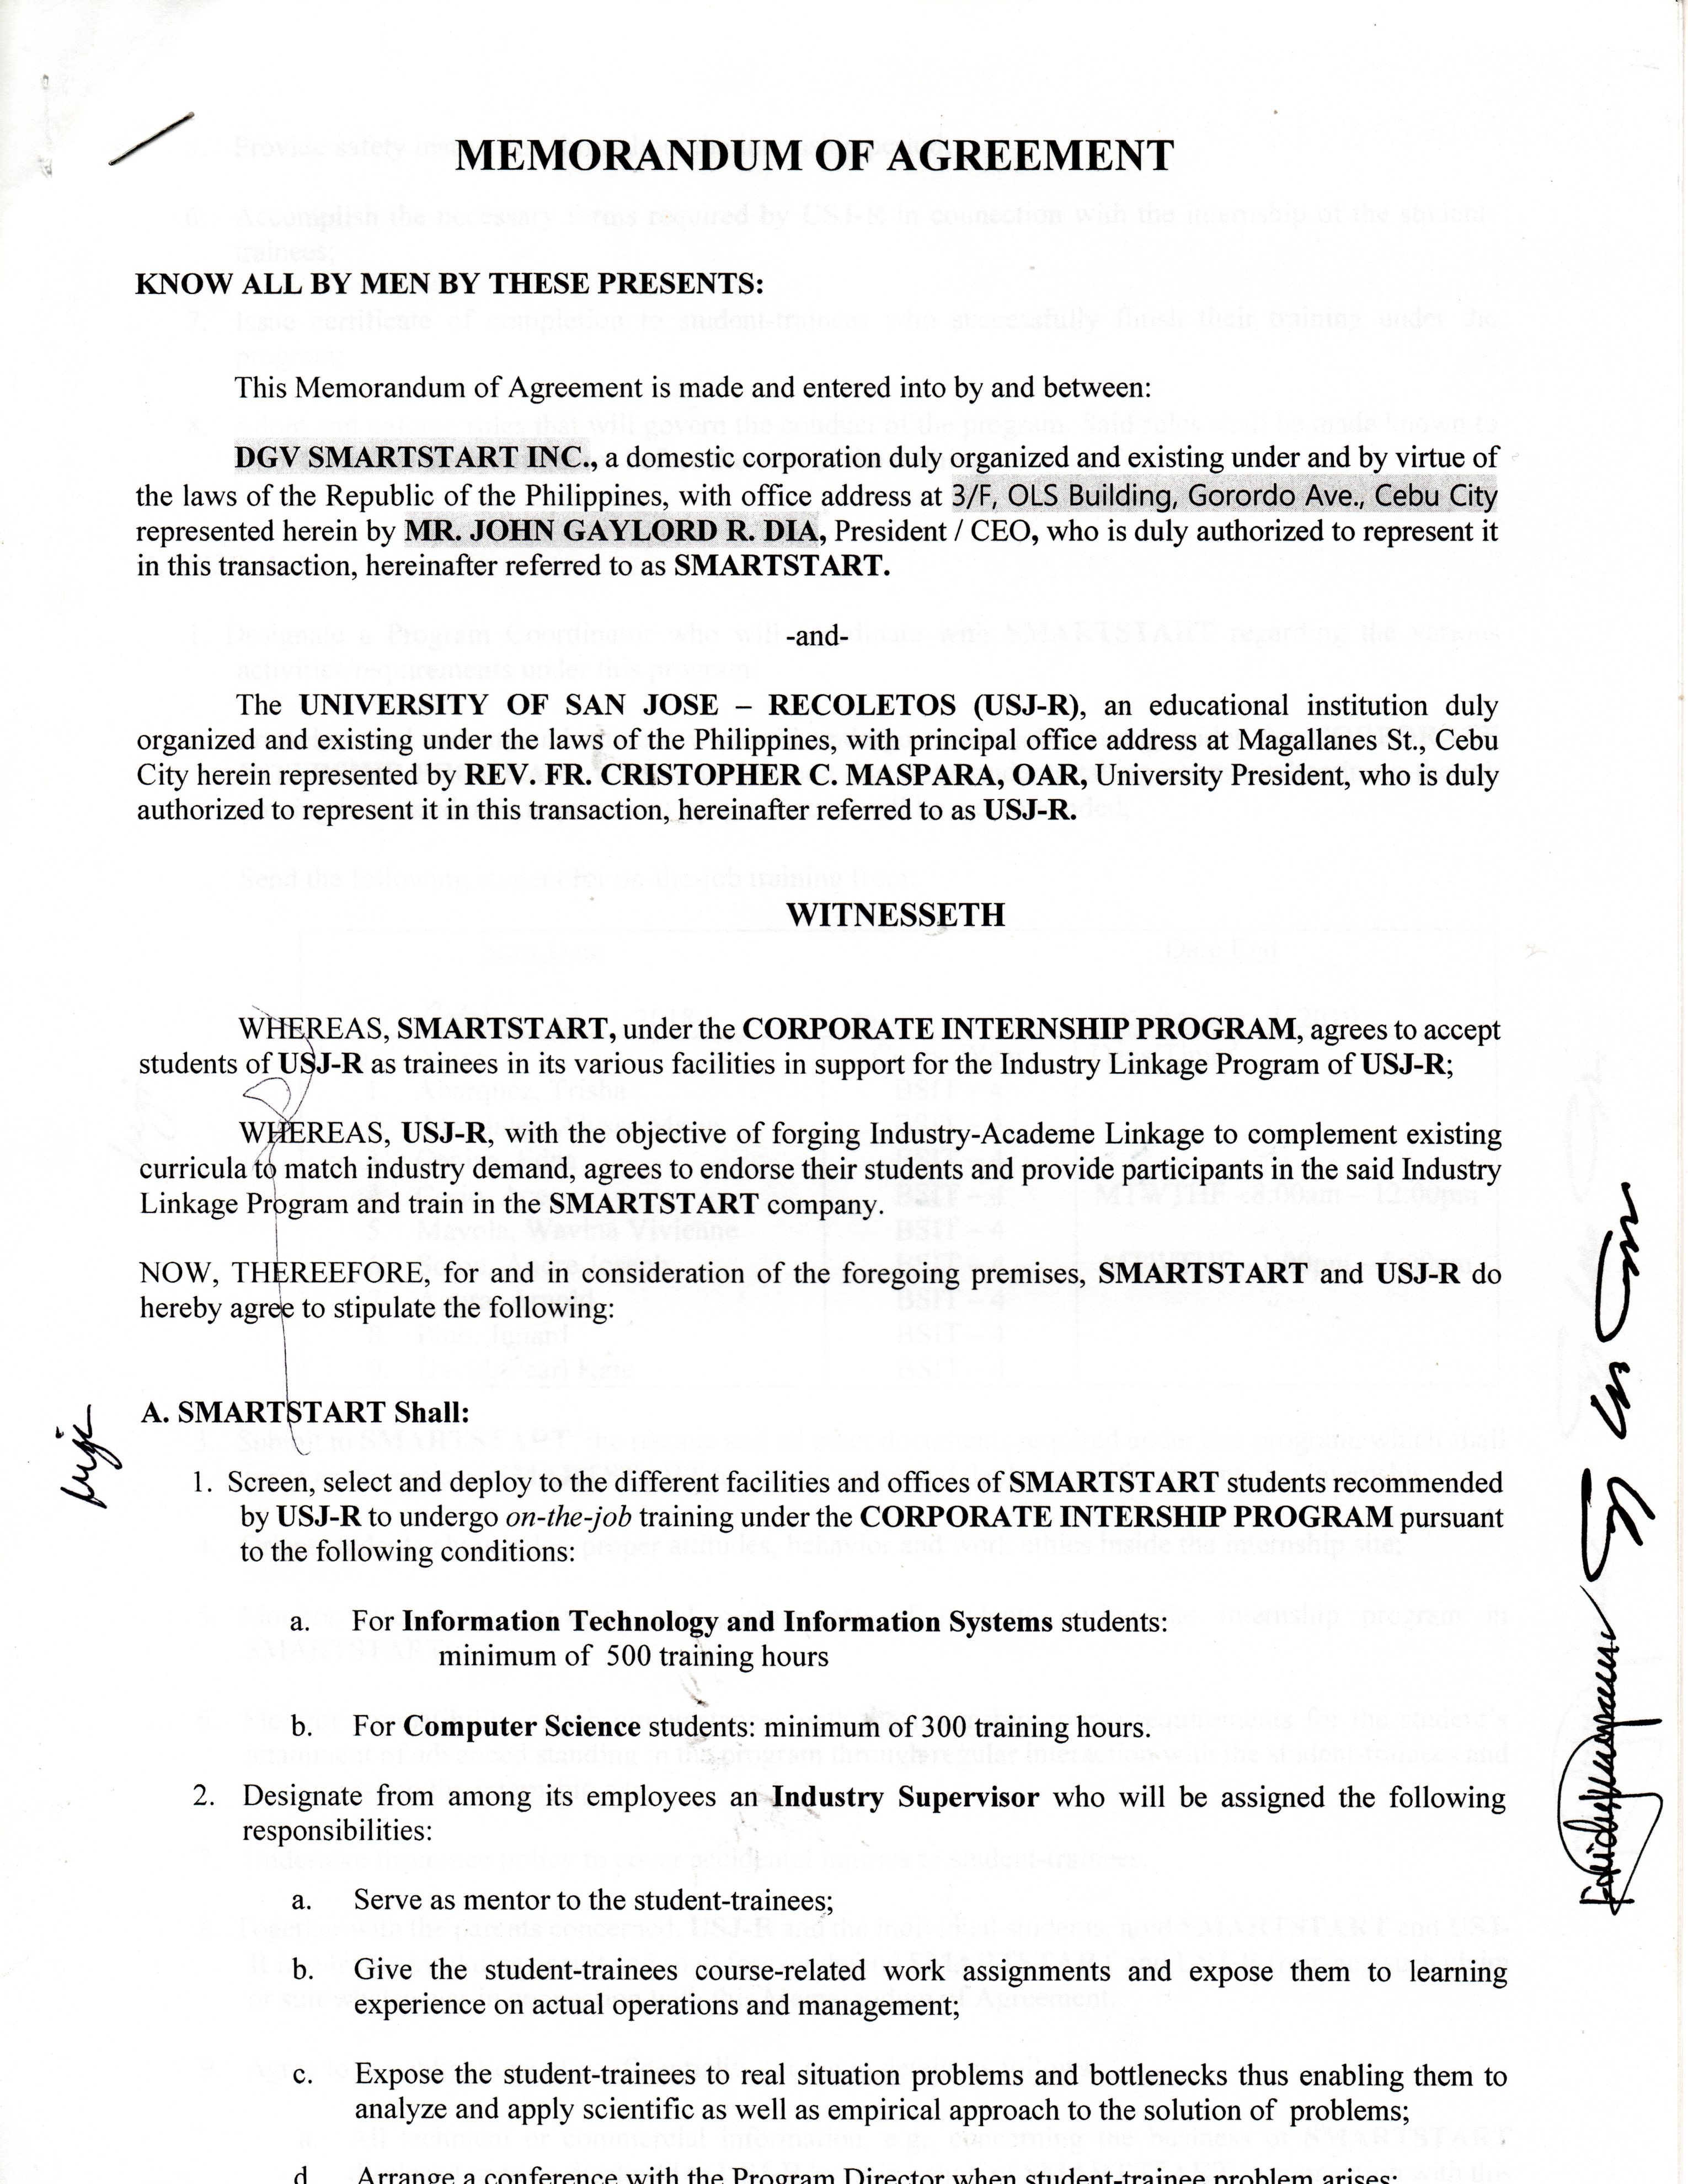 MEMORANDUM OF AGREEMENT
KNOW ALL BY MEN BY THESE PRESENTS:
This Memorandum of Agreement is made and entered into by and between:
DGV SMARTSTART INC., a domestic corporation duly organized and existing under and by virtue of
the laws of the Republic of the Philippines, with office address at 3/F, OLS Building, Gorordo Ave., Cebu City
represented herein by MR. JOHN GAYLORD R. DIA, President / CEO, who is duly authorized to represent it
in this transaction, hereinafter referred to as SMARTSTART.
-and-
The UNIVERSITY OF SAN JOSE – RECOLETOS (USJ-R), an educational institution duly
organized and existing under the laws of the Philippines, with principal office address at Magallanes St., Cebu
City herein represented by REV. FR. CRISTOPHER C. MASPARA, OAR, University President, who is duly
authorized to represent it in this transaction, hereinafter referred to as USJ-R.
WITNESSETH
WHEREAS, SMARTSTART, under the CORPORATE INTERNSHIP PROGRAM, agrees to accept
students of USJ-R as trainees in its various facilities in support for the Industry Linkage Program of USJ-R;
WHEREAS, USJ-R, with the objective of forging Industry-Academe Linkage to complement existing
curricula to match industry demand, agrees to endorse their students and provide participants in the said Industry
Linkage Program and train in the SMARTSTART company.
NOW, THEREEFORE, for and in consideration of the foregoing premises, SMARTSTART and USJ-R do
hereby agree to stipulate the following:
A. SMARTSTART Shall:
1. Screen, select and deploy to the different facilities and offices of SMARTSTART students recommended
by USJ-R to undergo on-the-job training under the CORPORATE INTERSHIP PROGRAM pursuant
to the following conditions:
a. For Information Technology and Information Systems students:
minimum of 500 training hours
b. For Computer Science students: minimum of 300 training hours.
2. Designate from among its employees an Industry Supervisor who will be assigned the following
responsibilities:
a. Serve as mentor to the student-trainees;
b. Give the student-trainees course-related work assignments and expose them to learning
experience on actual operations and management;
c. Expose the student-trainees to real situation problems and bottlenecks thus enabling them to
analyze and apply scientific as well as empirical approach to the solution of problems;
d. Arrange a conference with the Program Director when student-trainee problem arises;